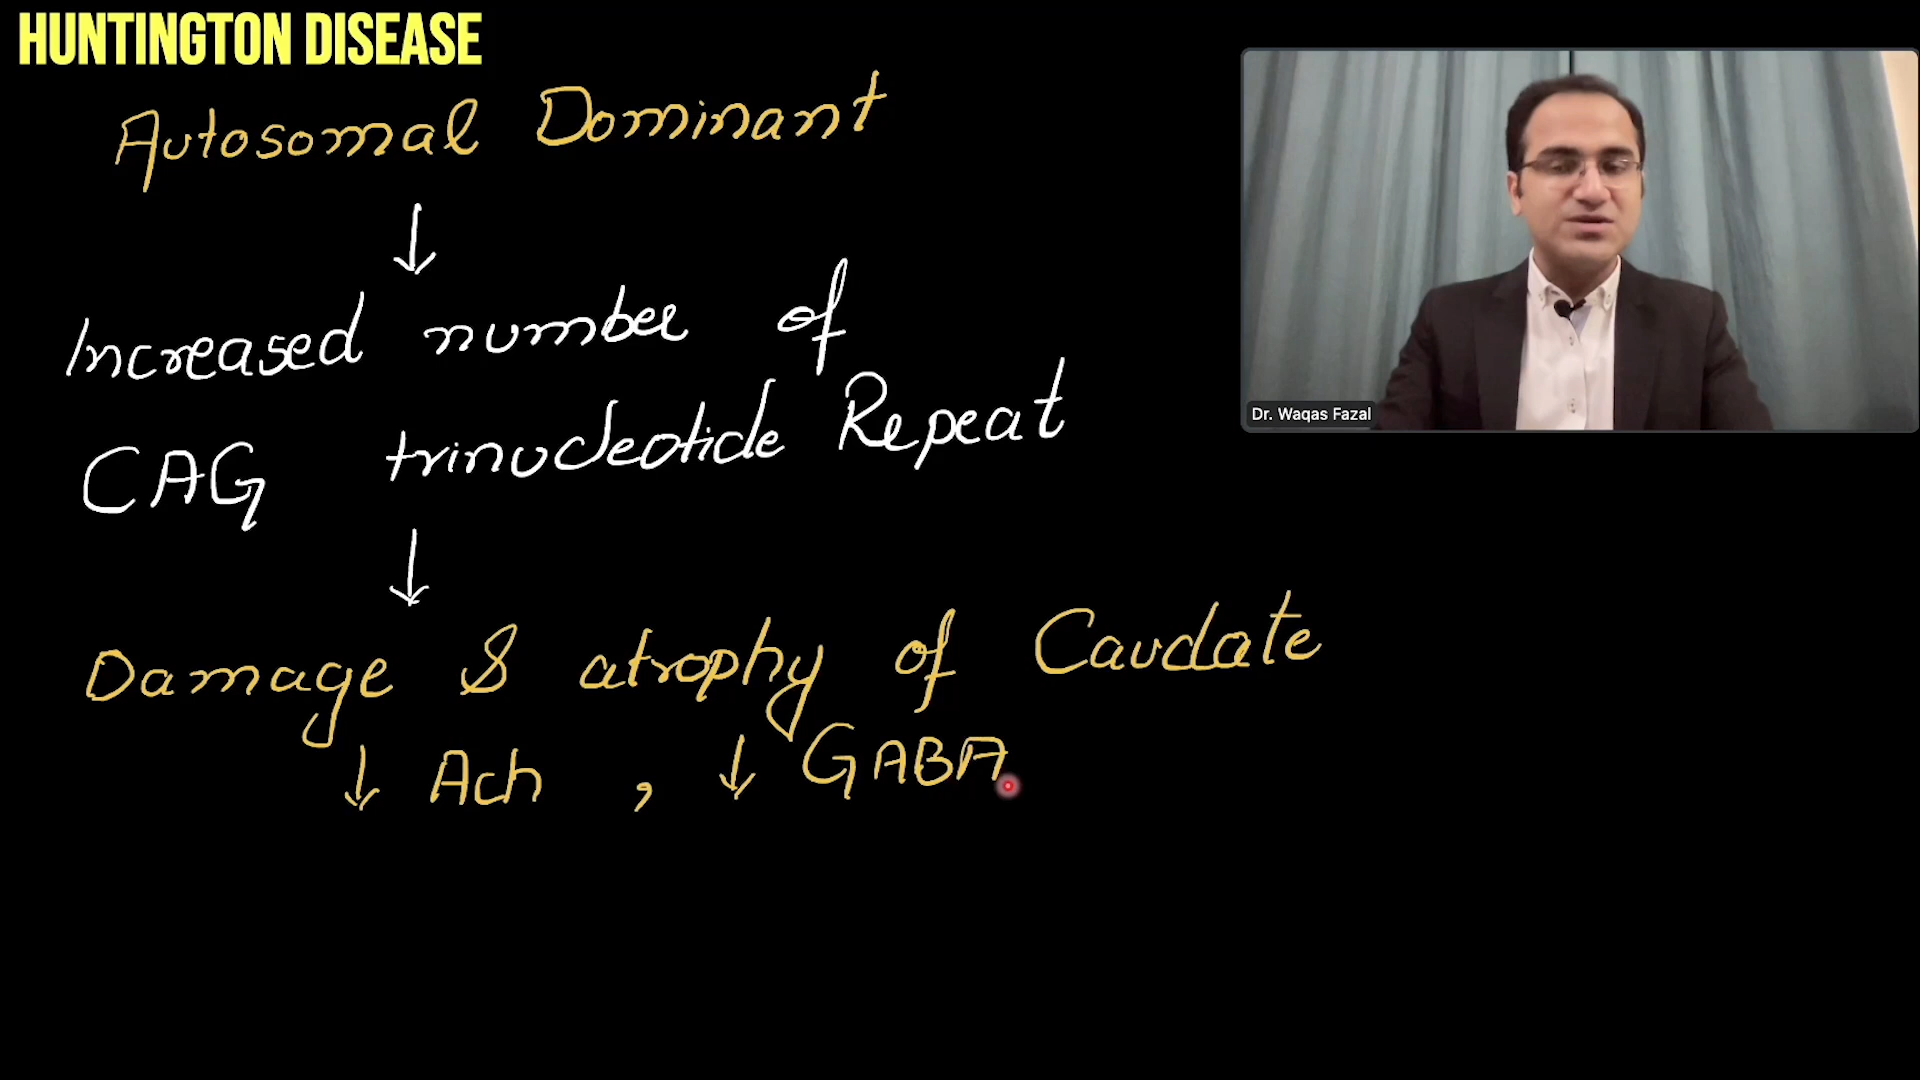 HUNTINGTON DISEASE
Autosomal Dominant
↓
Increased number of
CAG trinucleotide Repeat
↓
Damage & atrophy of Caudate
↓ Ach , ↓ GABA
Dr. Waqas Fazal